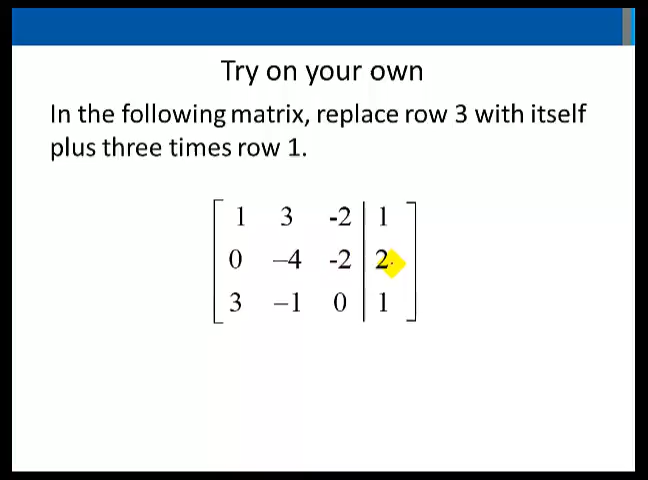 Try on your own
In the following matrix, replace row 3 with itself
plus three times row 1.
1 3 -2 1
0 –4 -2 2
3 –1 0 1